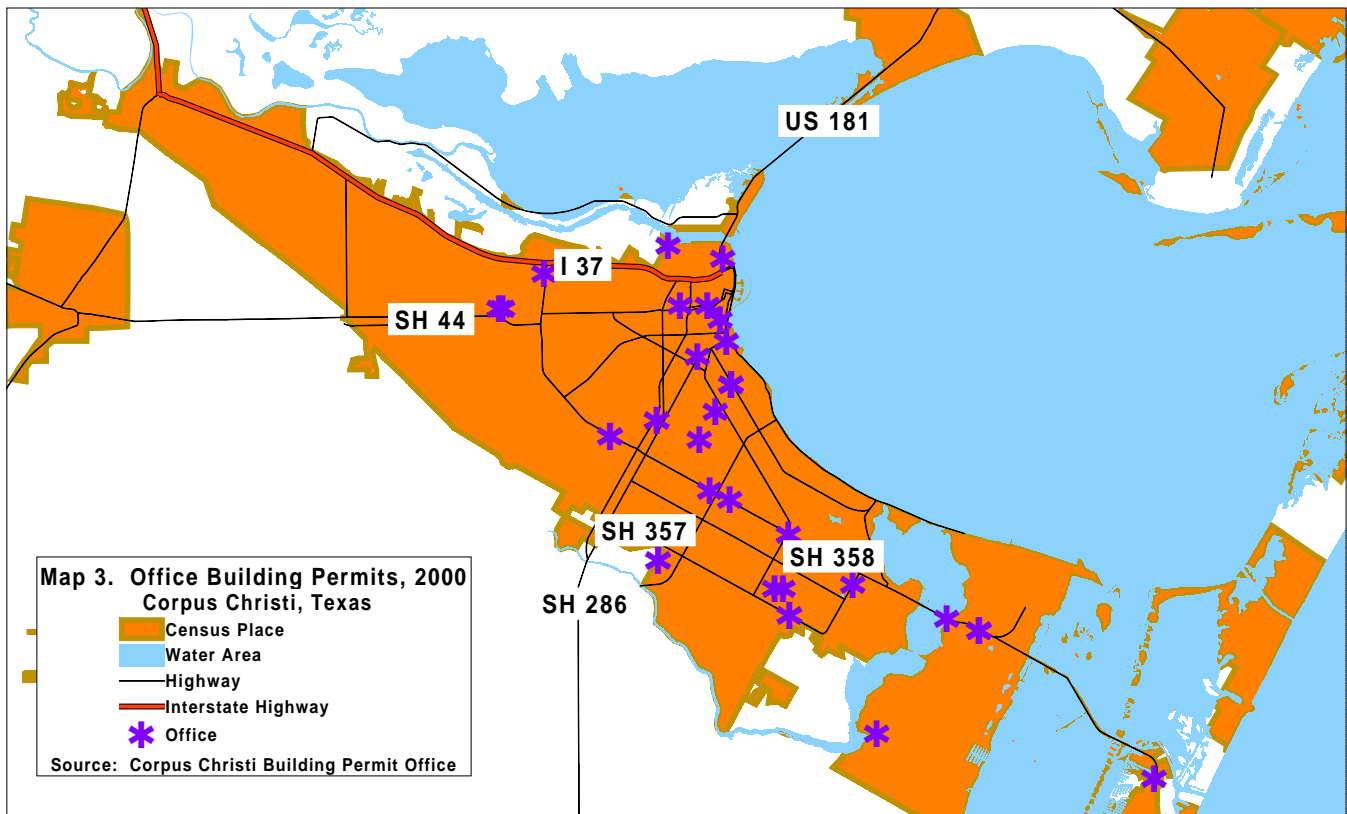 US 181
I 37
SH 44
SH 357
SH 358
SH 286
Map 3. Office Building Permits, 2000
Corpus Christi, Texas
Census Place
Water Area
Highway
Interstate Highway
Office
Source: Corpus Christi Building Permit Office